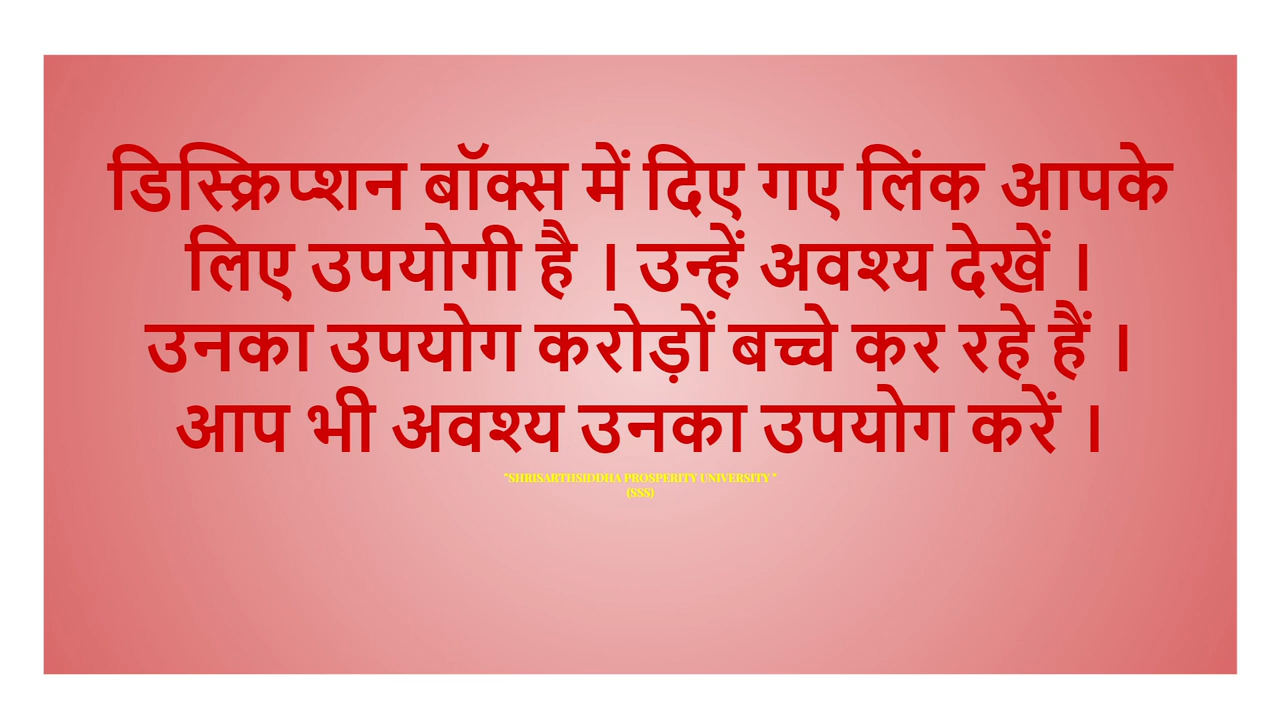 डिस्क्रिप्शन बॉक्स में दिए गए लिंक आपके
लिए उपयोगी है । उन्हें अवश्य देखें ।
उनका उपयोग करोड़ों बच्चे कर रहे हैं ।
आप भी अवश्य उनका उपयोग करें ।
"SHRISARTHSIDDHA PROSPERITY UNIVERSITY "
(SSS)